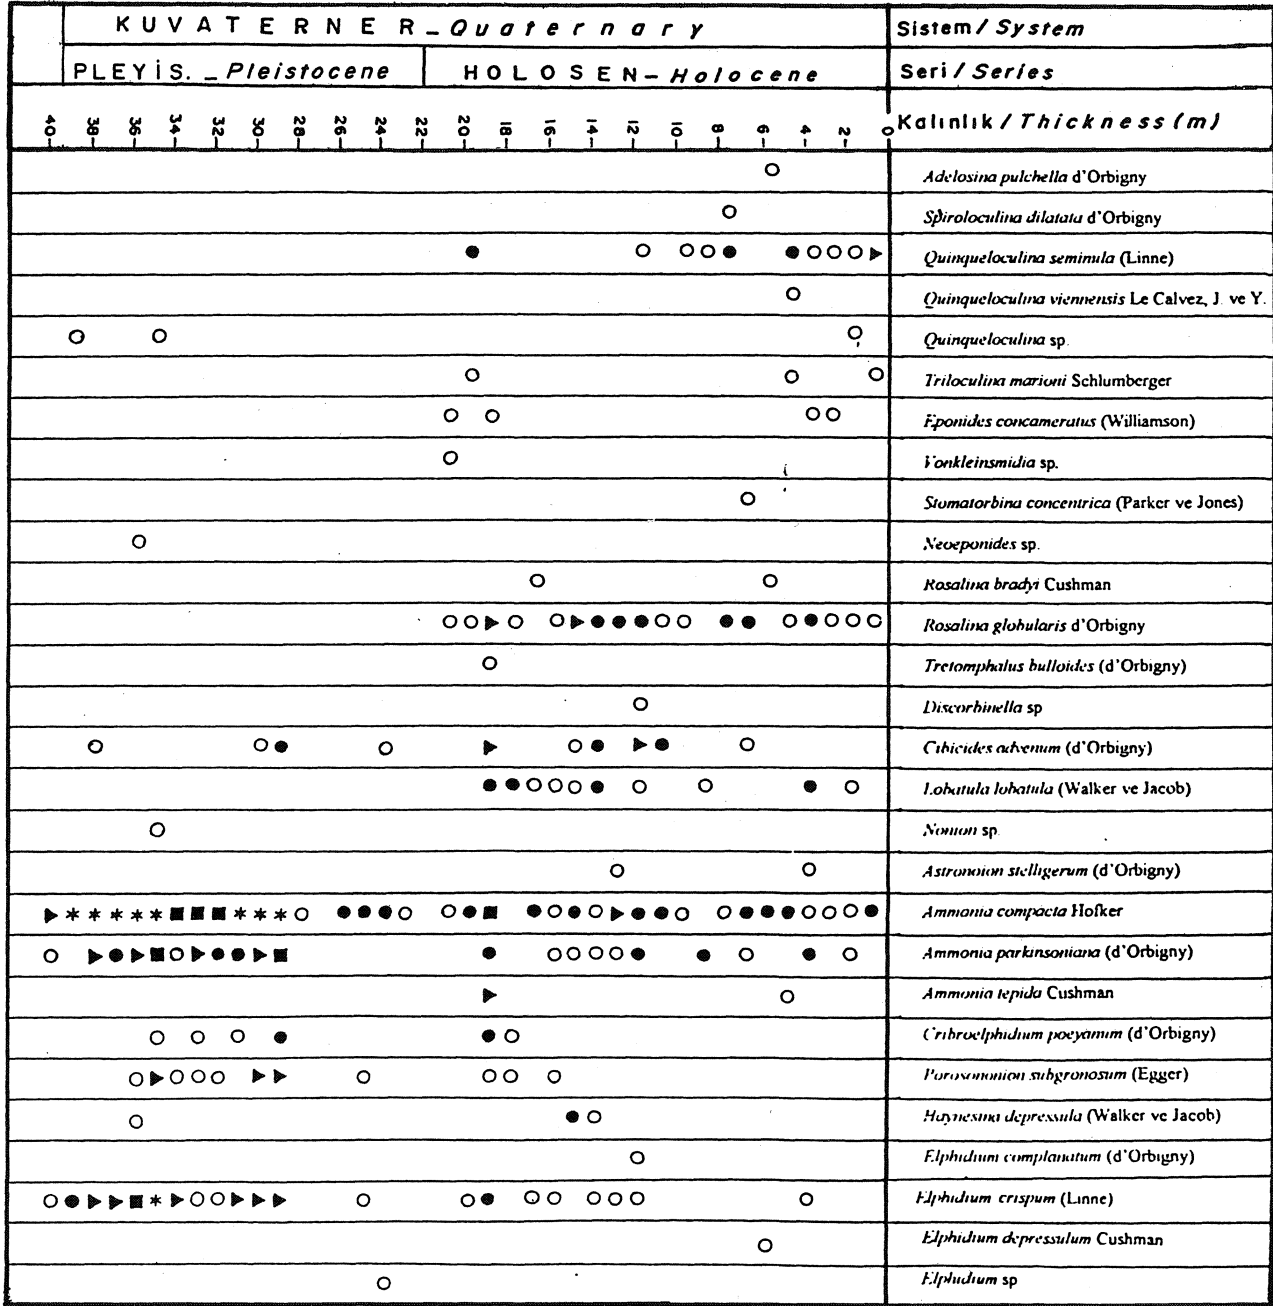 KUVATERNER - Quaternary
Sistem / System
PLEYİS. - Pleistocene
HOLOSEN - Holocene
Seri / Series
40 38 36 34 32 30 28 26 24 22 20 18 16 14 12 10 8 6 4 2 0
Kalınlık / Thickness (m)
Adelosina pulchella d'Orbigny
Spiroloculina dilatata d'Orbigny
Quinqueloculina seminula (Linne)
Quinqueloculina viennensis Le Calvez, J. ve Y.
Quinqueloculina sp.
Triloculina marioni Schlumberger
Eponides concameratus (Williamson)
Vonkleinsmidia sp.
Stomatorbina concentrica (Parker ve Jones)
Neoeponides sp.
Rosalina bradyi Cushman
Rosalina globularis d'Orbigny
Tretomphalus bulloides (d'Orbigny)
Discorbinella sp
Cibicides advenum (d'Orbigny)
Lobatula lobatula (Walker ve Jacob)
Nonion sp.
Astrononion stelligerum (d'Orbigny)
Ammonia compacta Hofker
Ammonia parkinsoniana (d'Orbigny)
Ammonia tepida Cushman
Cribroelphidium poeyanum (d'Orbigny)
Porosononion subgronosum (Egger)
Haynesina depressula (Walker ve Jacob)
Elphidium complanatum (d'Orbigny)
Elphidium crispum (Linne)
Elphidium depressulum Cushman
Elphidium sp